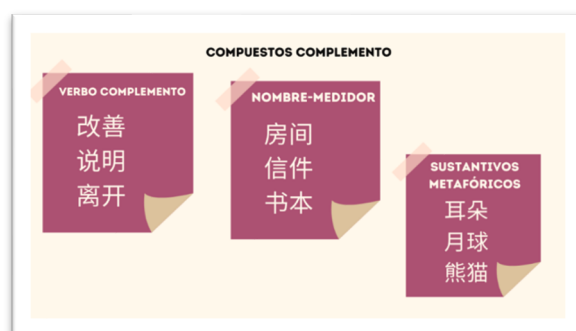 COMPUESTOS COMPLEMENTO
VERBO COMPLEMENTO
改善
说明
离开
NOMBRE-MEDIDOR
房间
信件
书本
SUSTANTIVOS
METAFÓRICOS
耳朵
月球
熊猫